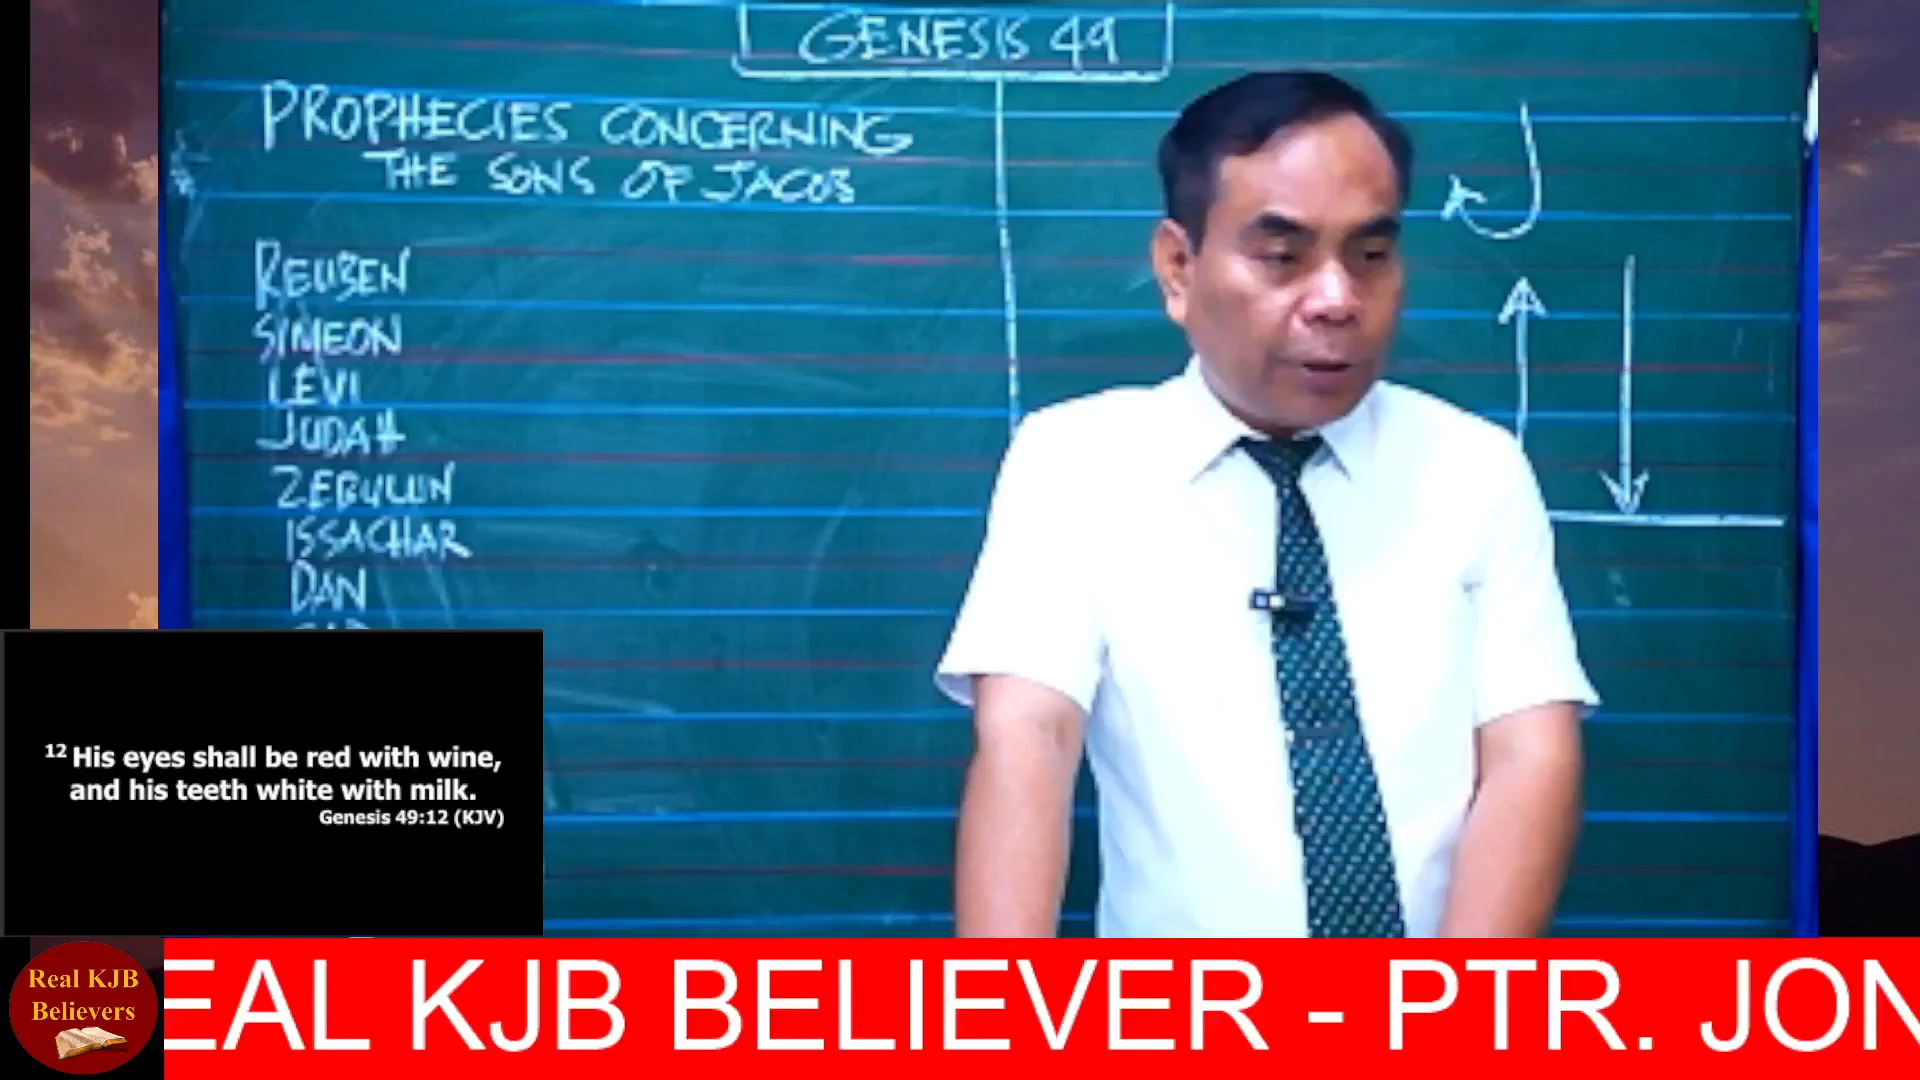 GENESIS 49
PROPHECIES CONCERNING
THE SONS OF JACOB
REUBEN
SIMEON
LEVI
JUDAH
ZEBULUN
ISSACHAR
DAN
12 His eyes shall be red with wine,
and his teeth white with milk.
Genesis 49:12 (KJV)
Real KJB
Believers
EAL KJB BELIEVER - PTR. JON